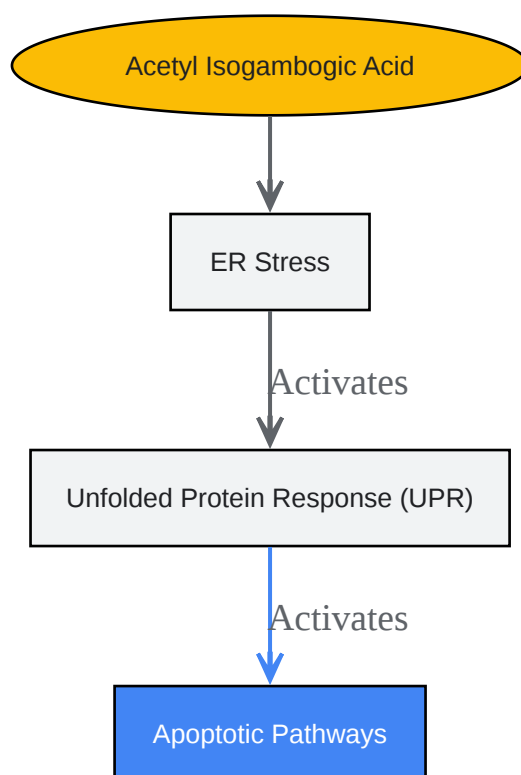 Acetyl Isogambogic Acid
ER Stress
Activates
Unfolded Protein Response (UPR)
Activates
Apoptotic Pathways